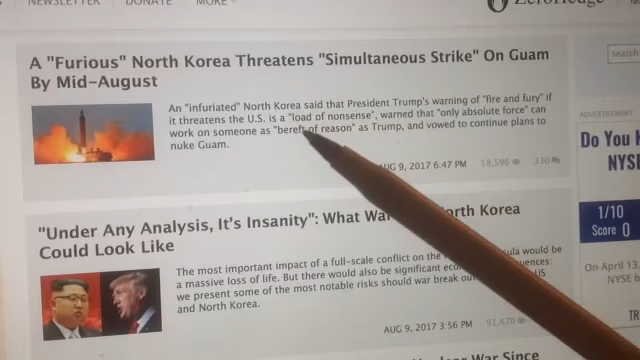 NEWSLETTER DONATE MORE
ZeroHedge
A "Furious" North Korea Threatens "Simultaneous Strike" On Guam
By Mid-August
search
An "infuriated" North Korea said that President Trump's warning of "fire and fury" if
it threatens the U.S. is a "load of nonsense", warned that "only absolute force" can
work on someone as "bereft of reason" as Trump, and vowed to continue plans to
nuke Guam.
AUG 9, 2017 6:47 PM 58,596 330
ADVERTISEMENT
Do You
NYSE
1/10
Score 0
On April 13,
NYSE
"Under Any Analysis, It's Insanity": What North Korea
Could Look Like
The most important impact of a full-scale conflict on the would be
a massive loss of life. But there would also be significant
we present some of the most notable risks should war break US
and North Korea.
AUG 9, 2017 3:56 PM 91,470
War Since